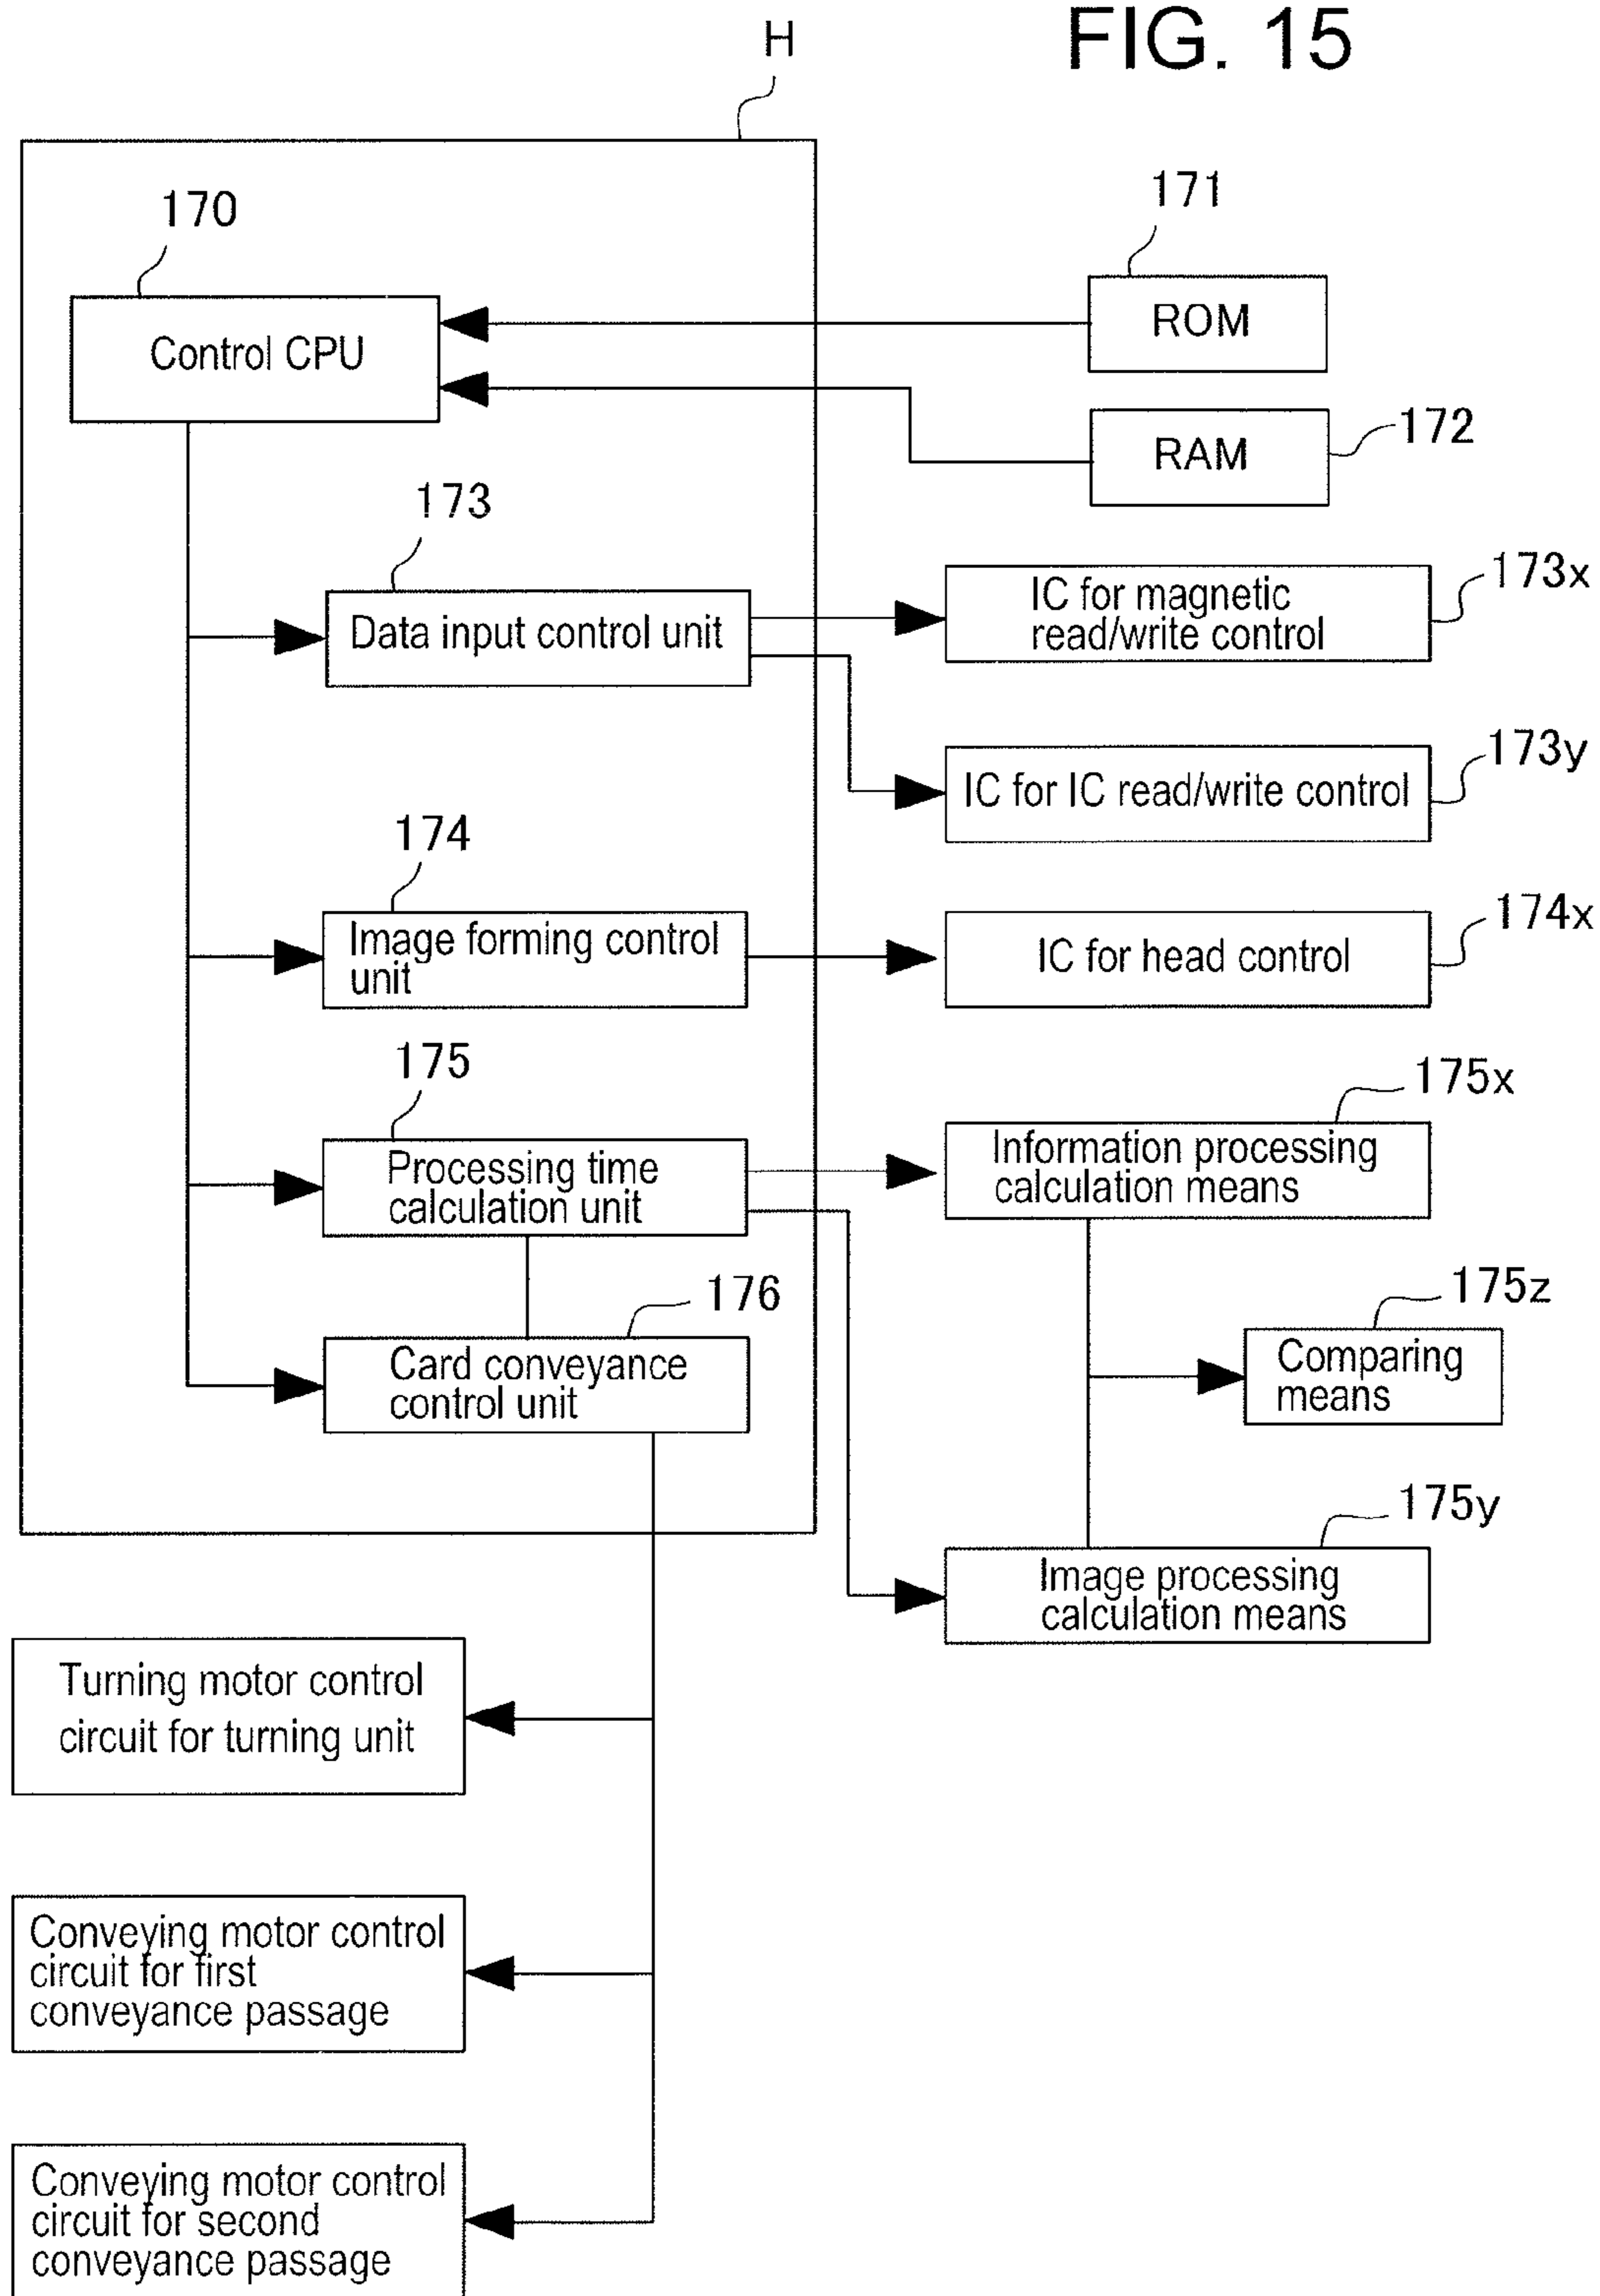 FIG. 15
H
170
Control CPU
171
ROM
172
RAM
173
Data input control unit
173x
IC for magnetic
read/write control
173y
IC for IC read/write control
174
Image forming control
unit
174x
IC for head control
175
Processing time
calculation unit
175x
Information processing
calculation means
175z
Comparing
means
176
Card conveyance
control unit
175y
Image processing
calculation means
Turning motor control
circuit for turning unit
Conveying motor control
circuit for first
conveyance passage
Conveying motor control
circuit for second
conveyance passage